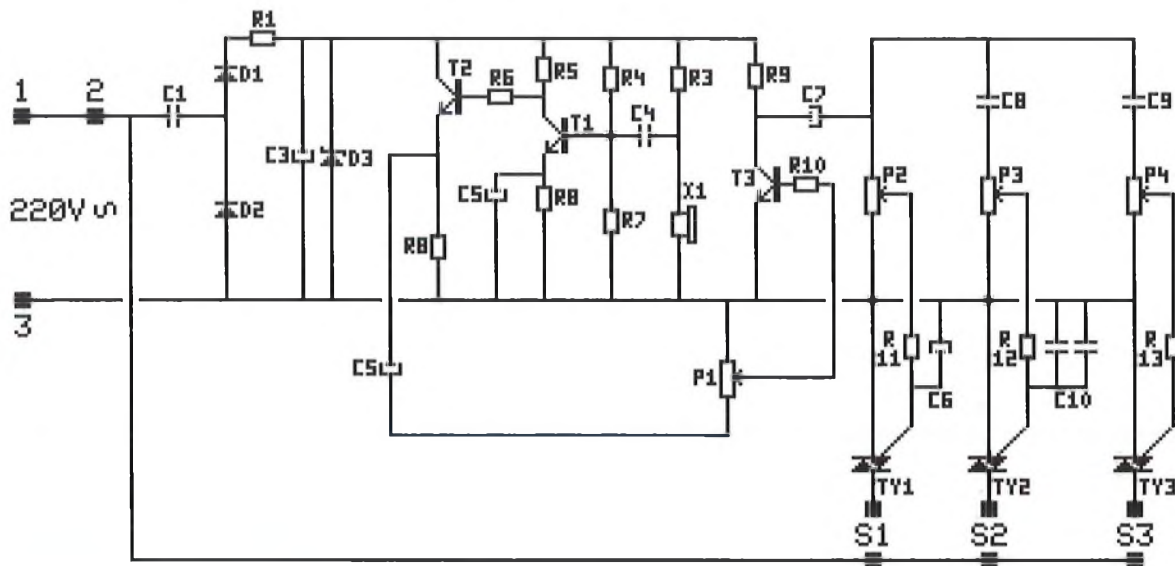 R1
D1
1
2
C1
T2
R6
R5
R4
R3
R9
C7
C8
C9
T1
C4
C3
D3
T3
R10
P2
P3
P4
220V ∽
D2
C5
R8
R7
X1
R8
3
C5
P1
R
11
C6
R
12
C10
R
13
TY1
TY2
TY3
S1
S2
S3